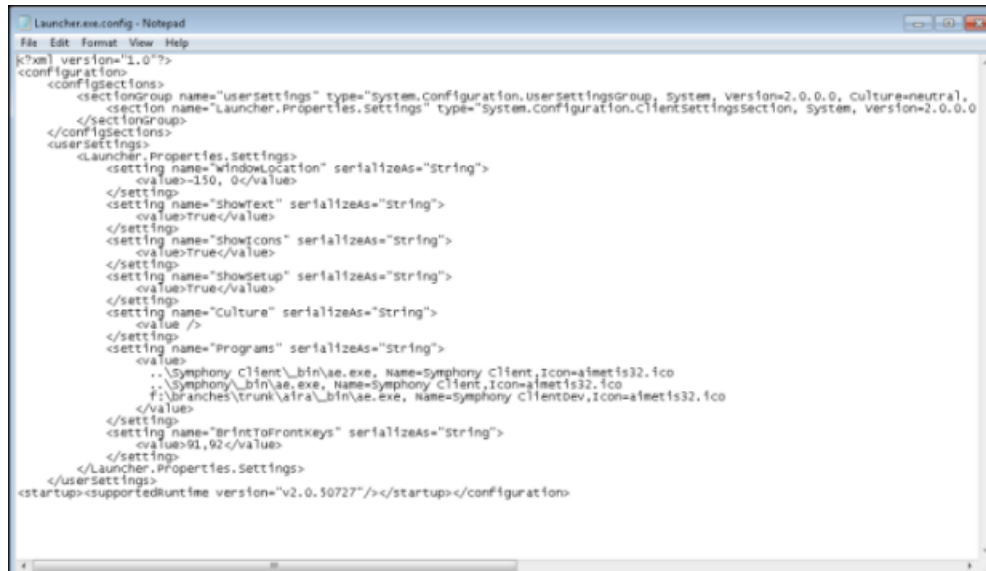 Launcher.exe.config - Notepad
File Edit Format View Help
<?xml version="1.0"?>
<configuration>
<configSections>
<sectionGroup name="userSettings" type="System.Configuration.UserSettingsGroup, System, Version=2.0.0.0, Culture=neutral,
<section name="Launcher.Properties.Settings" type="System.Configuration.ClientSettingsSection, System, Version=2.0.0.0
</sectionGroup>
</configSections>
<userSettings>
<Launcher.Properties.Settings>
<setting name="WindowLocation" serializeAs="String">
<value>-150, 0</value>
</setting>
<setting name="ShowText" serializeAs="String">
<value>True</value>
</setting>
<setting name="ShowIcons" serializeAs="String">
<value>True</value>
</setting>
<setting name="ShowSetup" serializeAs="String">
<value>True</value>
</setting>
<setting name="Culture" serializeAs="String">
<value />
</setting>
<setting name="Programs" serializeAs="String">
<value>
..\Symphony Client\_bin\ae.exe, Name=Symphony Client,Icon=aimetis32.ico
..\Symphony\_bin\ae.exe, Name=Symphony Client,Icon=aimetis32.ico
f:\branches\trunk\aira\_bin\ae.exe, Name=Symphony ClientDev,Icon=aimetis32.ico
</value>
</setting>
<setting name="BrintToFrontKeys" serializeAs="String">
<value>91,92</value>
</setting>
</Launcher.Properties.Settings>
</userSettings>
<startup><supportedRuntime version="v2.0.50727"/></startup></configuration>